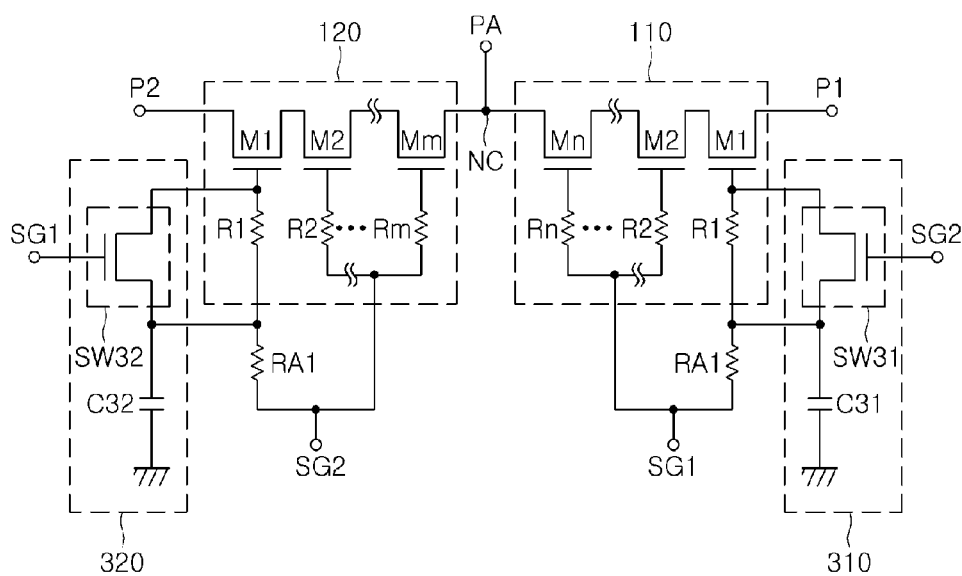 120
PA
110
P2
P1
M1
M2
Mm
NC
Mn
M2
M1
SG1
R1
R2
•••
Rm
Rn
•••
R2
R1
SG2
SW32
RA1
RA1
SW31
C32
C31
SG2
SG1
320
310